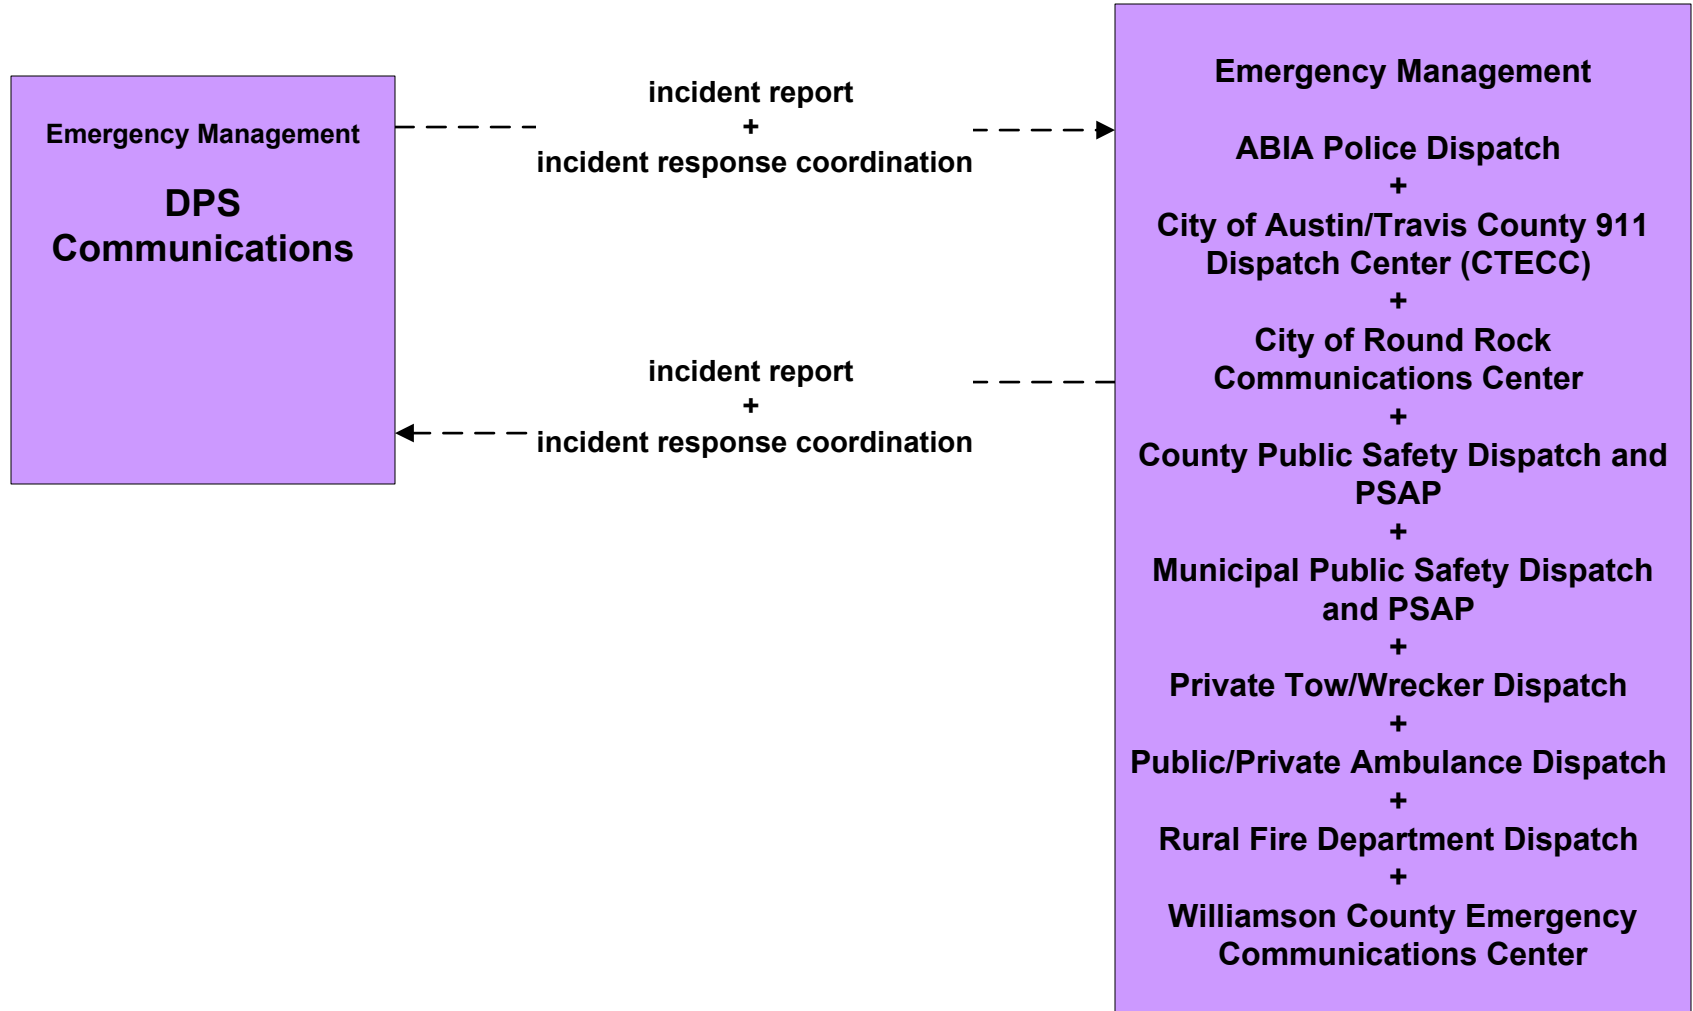 Emergency Management
DPS
Communications
incident report
+
incident response coordination
incident report
+
incident response coordination
Emergency Management
ABIA Police Dispatch
+
City of Austin/Travis County 911
Dispatch Center (CTECC)
+
City of Round Rock
Communications Center
+
County Public Safety Dispatch and
PSAP
+
Municipal Public Safety Dispatch
and PSAP
+
Private Tow/Wrecker Dispatch
+
Public/Private Ambulance Dispatch
+
Rural Fire Department Dispatch
+
Williamson County Emergency
Communications Center